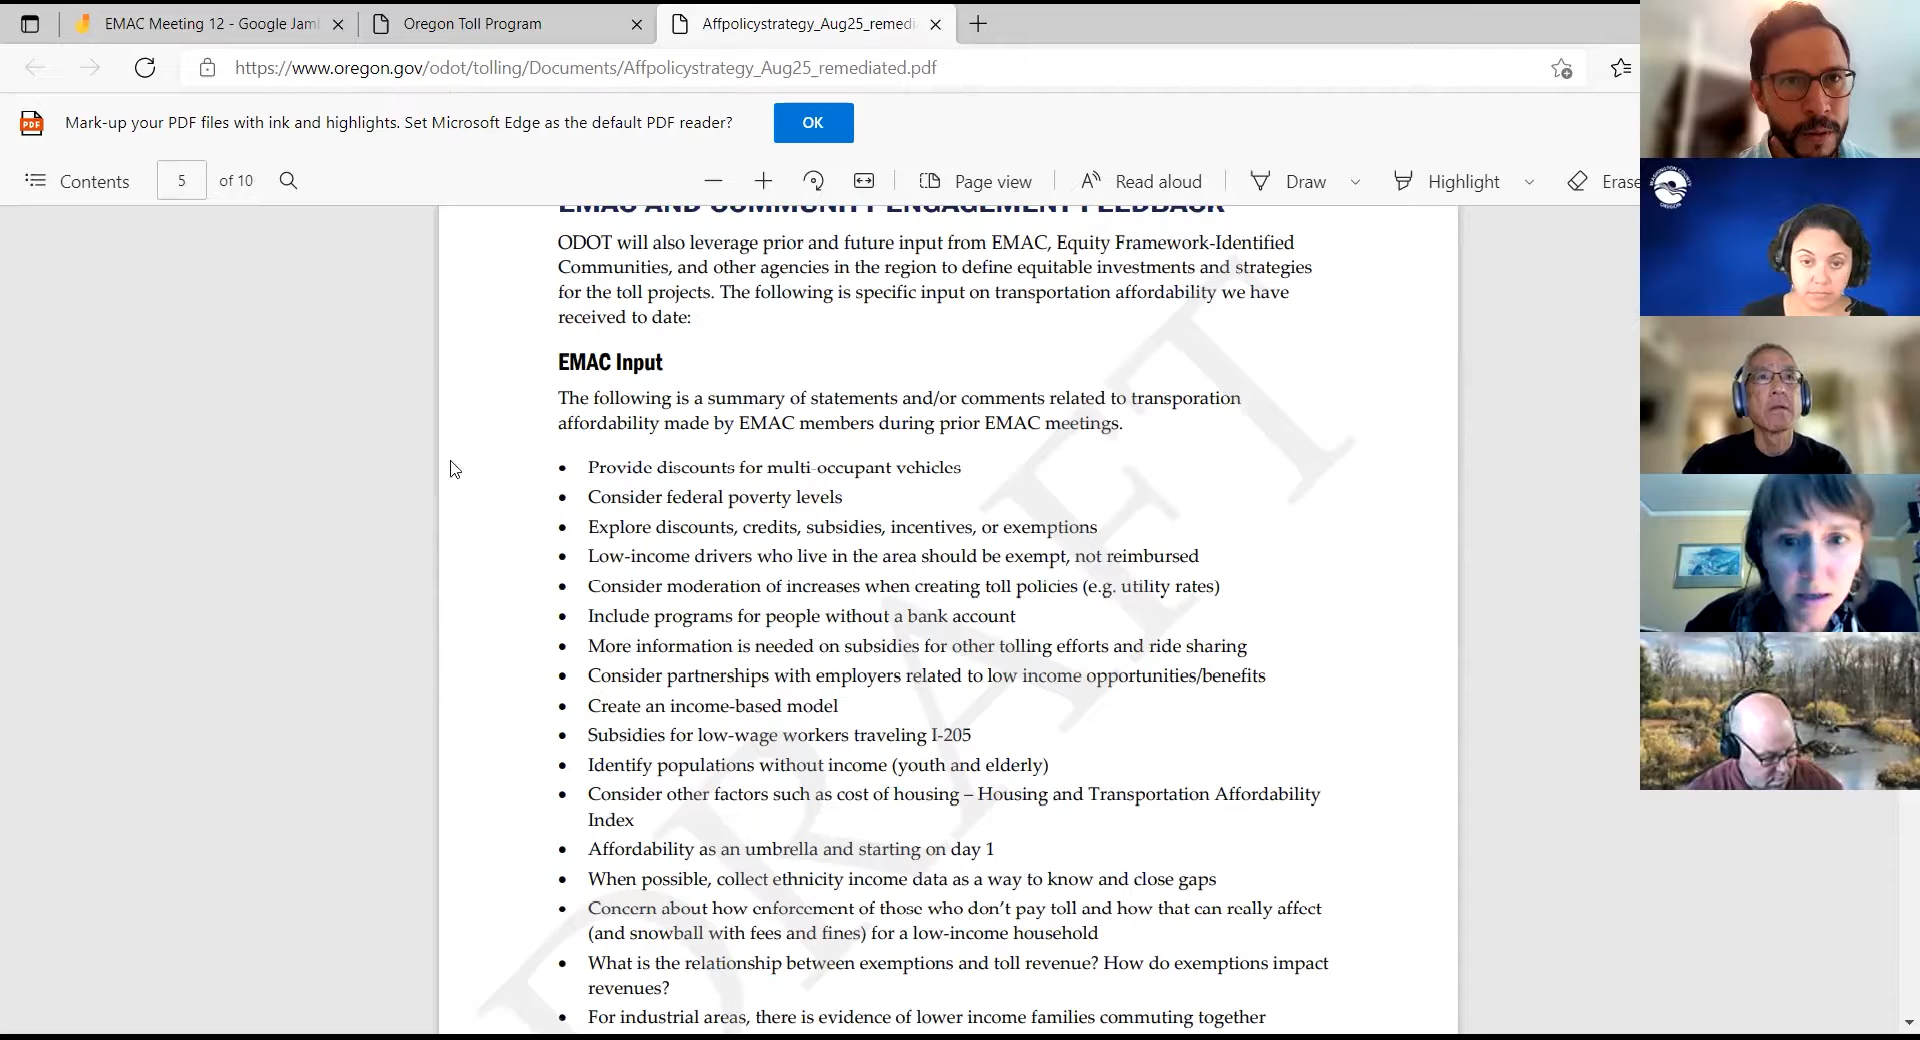 EMAC Meeting 12 - Google Jam
Oregon Toll Program
Affpolicystrategy_Aug25_remedi
https://www.oregon.gov/odot/tolling/Documents/Affpolicystrategy_Aug25_remediated.pdf
PDF
Mark-up your PDF files with ink and highlights. Set Microsoft Edge as the default PDF reader?
OK
Contents
5
of 10
Page view
Read aloud
Draw
Highlight
Erase
EMAC AND COMMUNITY ENGAGEMENT FEEDBACK
ODOT will also leverage prior and future input from EMAC, Equity Framework-Identified
Communities, and other agencies in the region to define equitable investments and strategies
for the toll projects. The following is specific input on transportation affordability we have
received to date:
EMAC Input
The following is a summary of statements and/or comments related to transporation
affordability made by EMAC members during prior EMAC meetings.
• Provide discounts for multi-occupant vehicles
• Consider federal poverty levels
• Explore discounts, credits, subsidies, incentives, or exemptions
• Low-income drivers who live in the area should be exempt, not reimbursed
• Consider moderation of increases when creating toll policies (e.g. utility rates)
• Include programs for people without a bank account
• More information is needed on subsidies for other tolling efforts and ride sharing
• Consider partnerships with employers related to low income opportunities/benefits
• Create an income-based model
• Subsidies for low-wage workers traveling I-205
• Identify populations without income (youth and elderly)
• Consider other factors such as cost of housing – Housing and Transportation Affordability
Index
• Affordability as an umbrella and starting on day 1
• When possible, collect ethnicity income data as a way to know and close gaps
• Concern about how enforcement of those who don’t pay toll and how that can really affect
(and snowball with fees and fines) for a low-income household
• What is the relationship between exemptions and toll revenue? How do exemptions impact
revenues?
• For industrial areas, there is evidence of lower income families commuting together
DRAFT
WASHINGTON COUNTY
OREGON